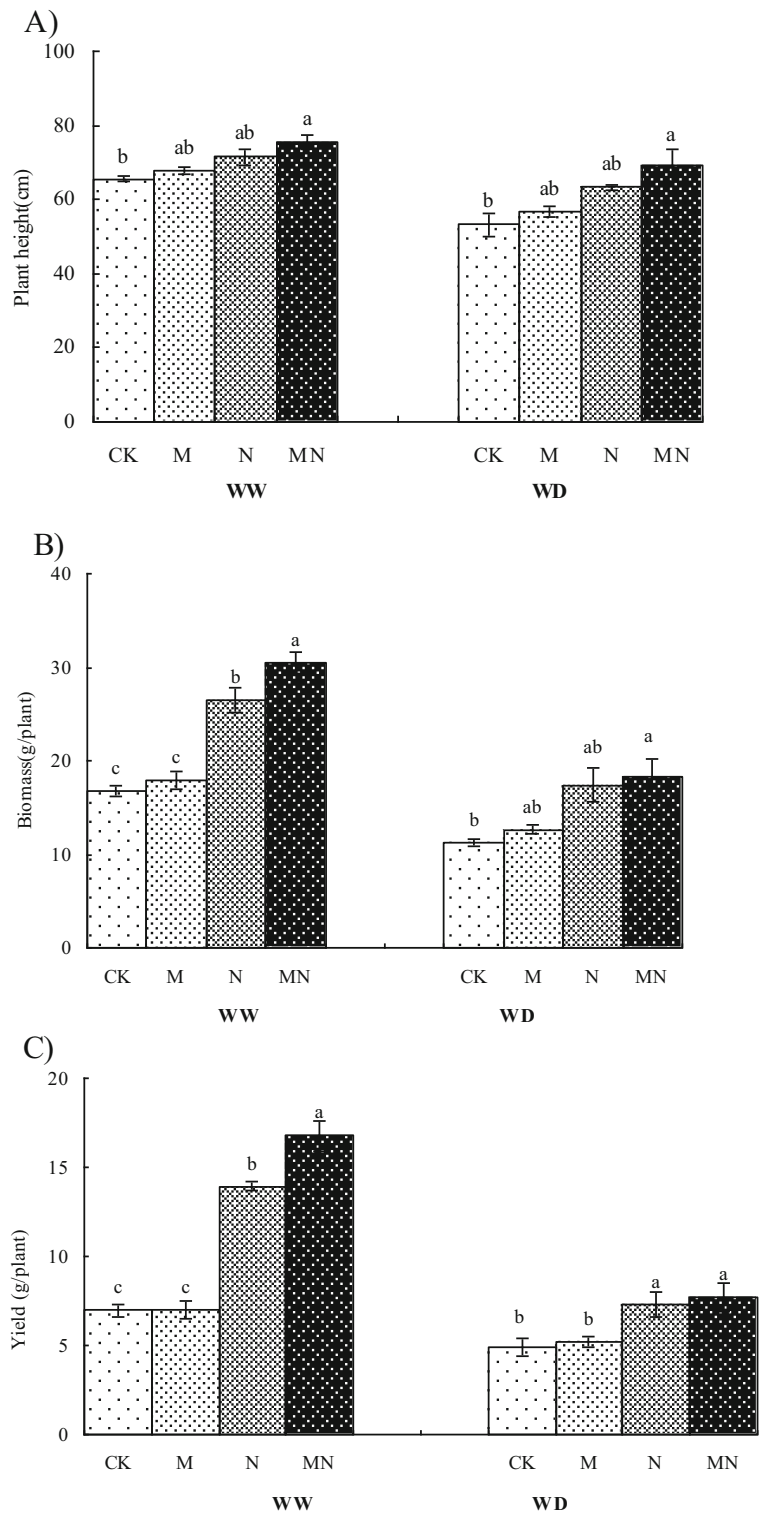 A)
100
80
60
40
20
0
Plant height(cm)
b ab ab a b ab ab a
CK M N MN CK M N MN
WW WD
B)
40
30
20
10
0
Biomass(g/plant)
c c b a b ab ab a
CK M N MN CK M N MN
WW WD
C)
20
15
10
5
0
Yield (g/plant)
c c b a b b a a
CK M N MN CK M N MN
WW WD